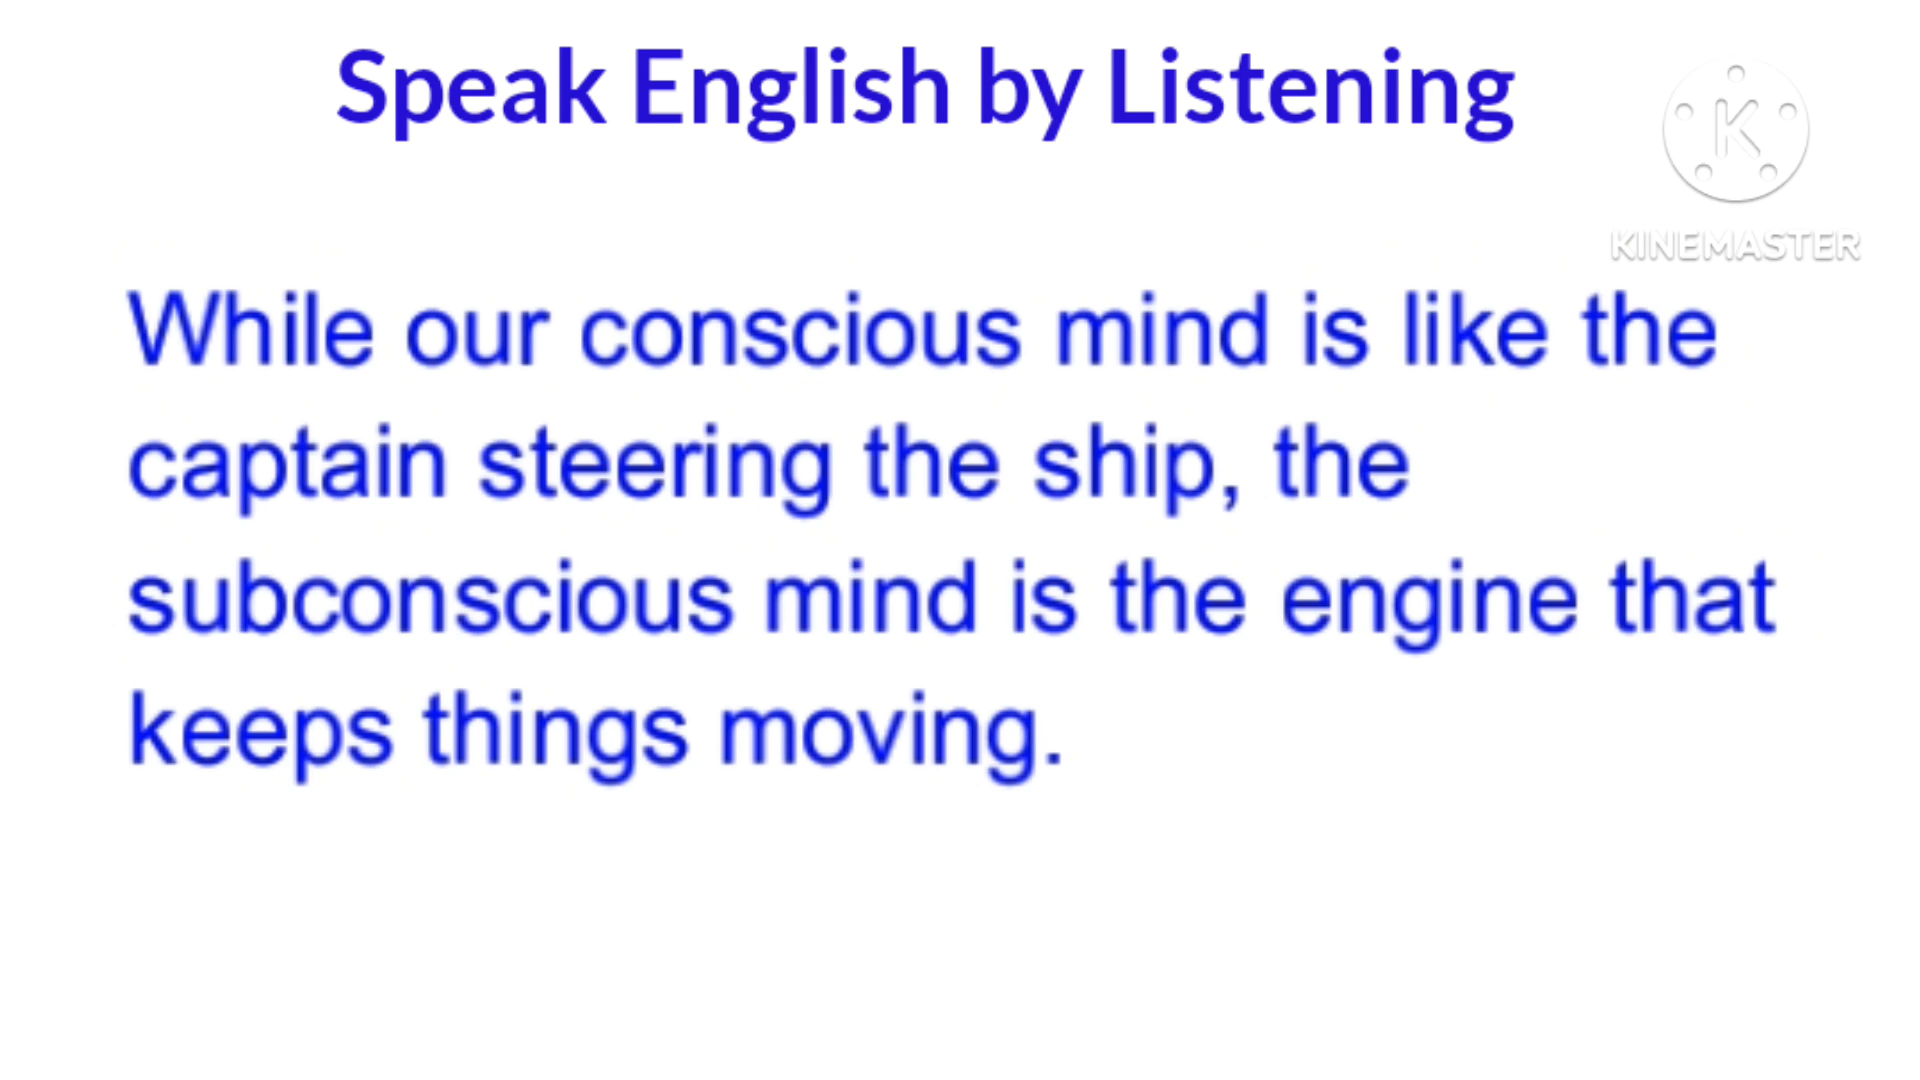 Speak English by Listening
K
KINEMASTER
While our conscious mind is like the
captain steering the ship, the
subconscious mind is the engine that
keeps things moving.